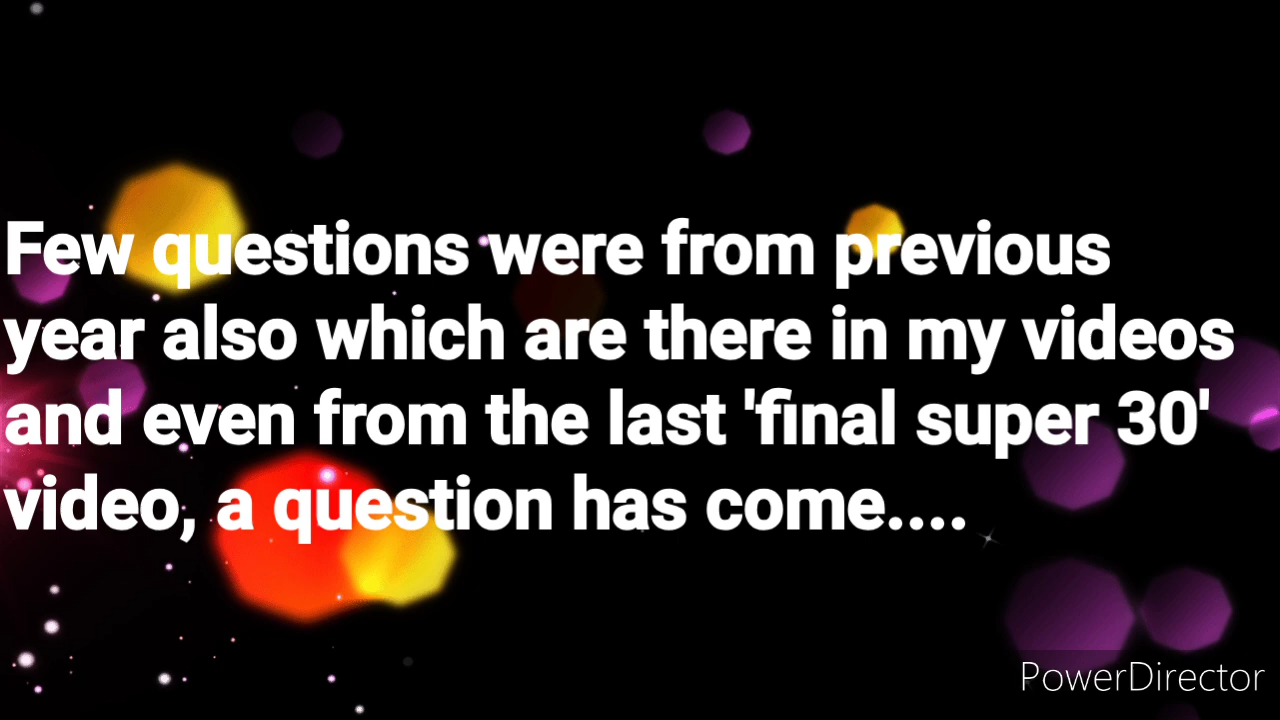 Few questions were from previous
year also which are there in my videos
and even from the last 'final super 30'
video, a question has come....
PowerDirector